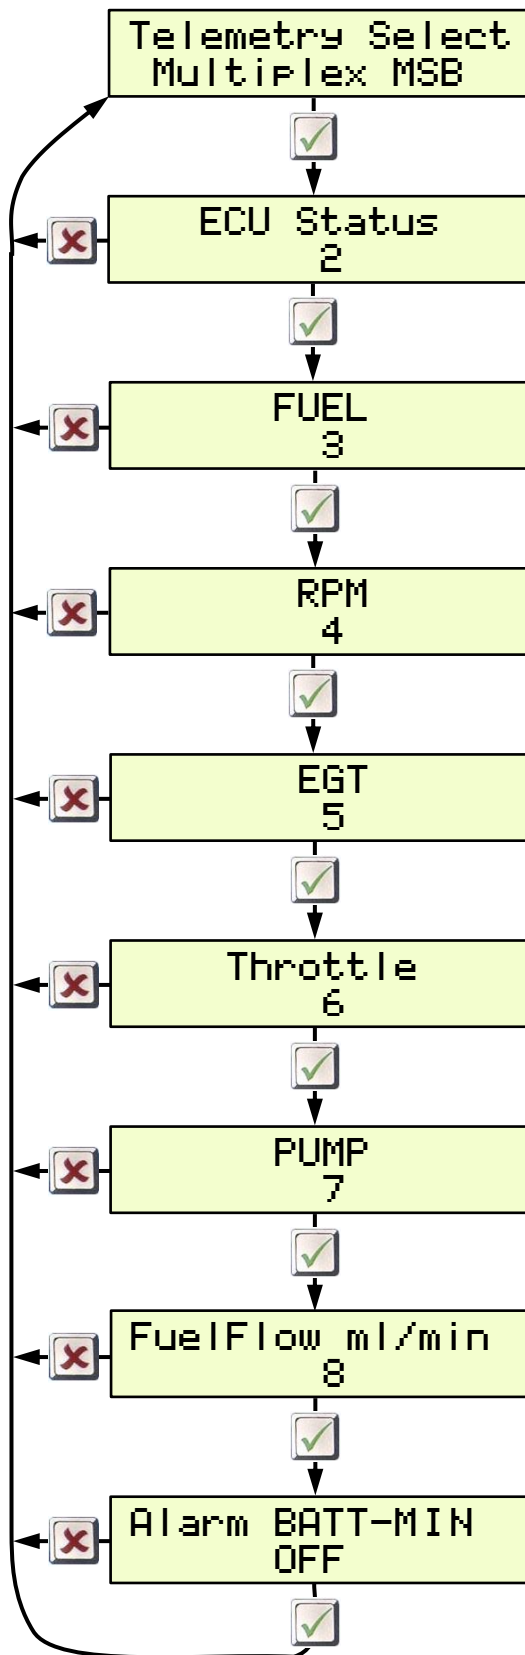 Telemetry Select
Multiplex MSB
ECU Status
2
FUEL
3
RPM
4
EGT
5
Throttle
6
PUMP
7
FuelFlow ml/min
8
Alarm BATT-MIN
OFF